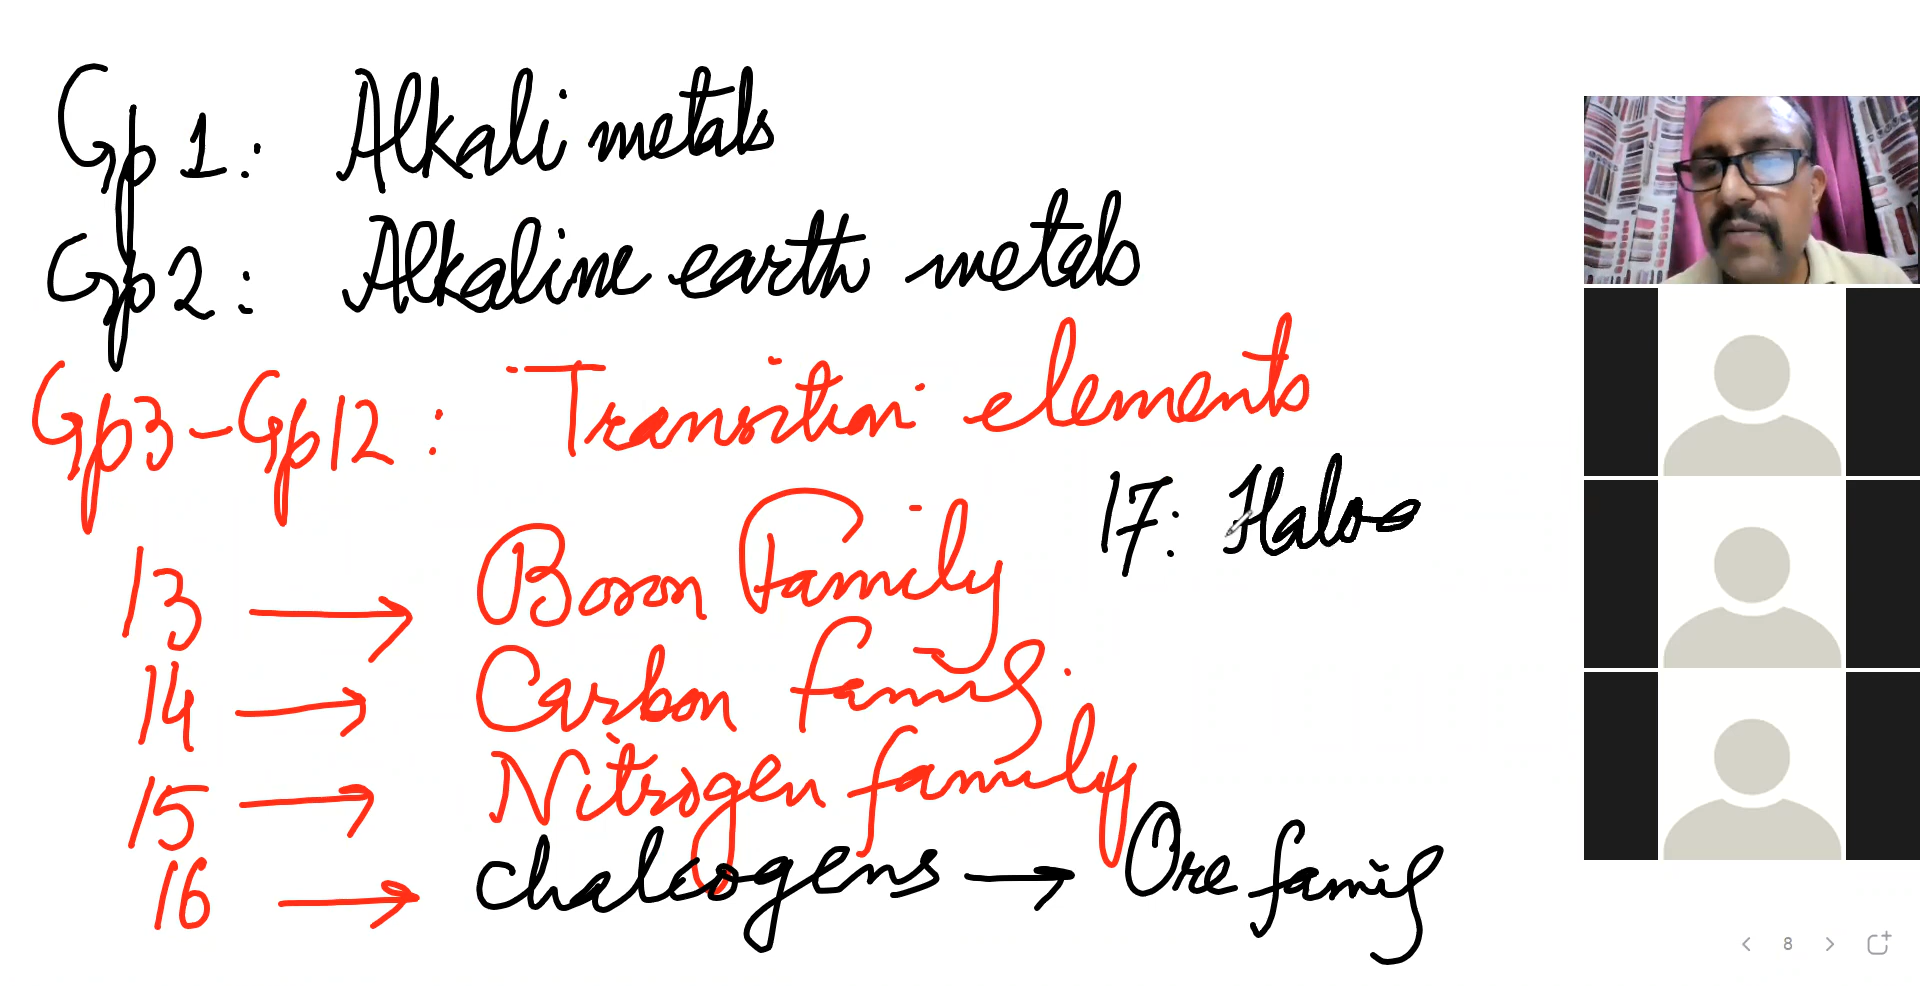 Gp 1: Alkali metals
Gp 2: Alkaline earth metals
Gp3-Gp12: Transition elements
17: Halo
13 → Boron Family
14 → Carbon family
15 → Nitrogen family
16 → chalcogens → Ore family
8